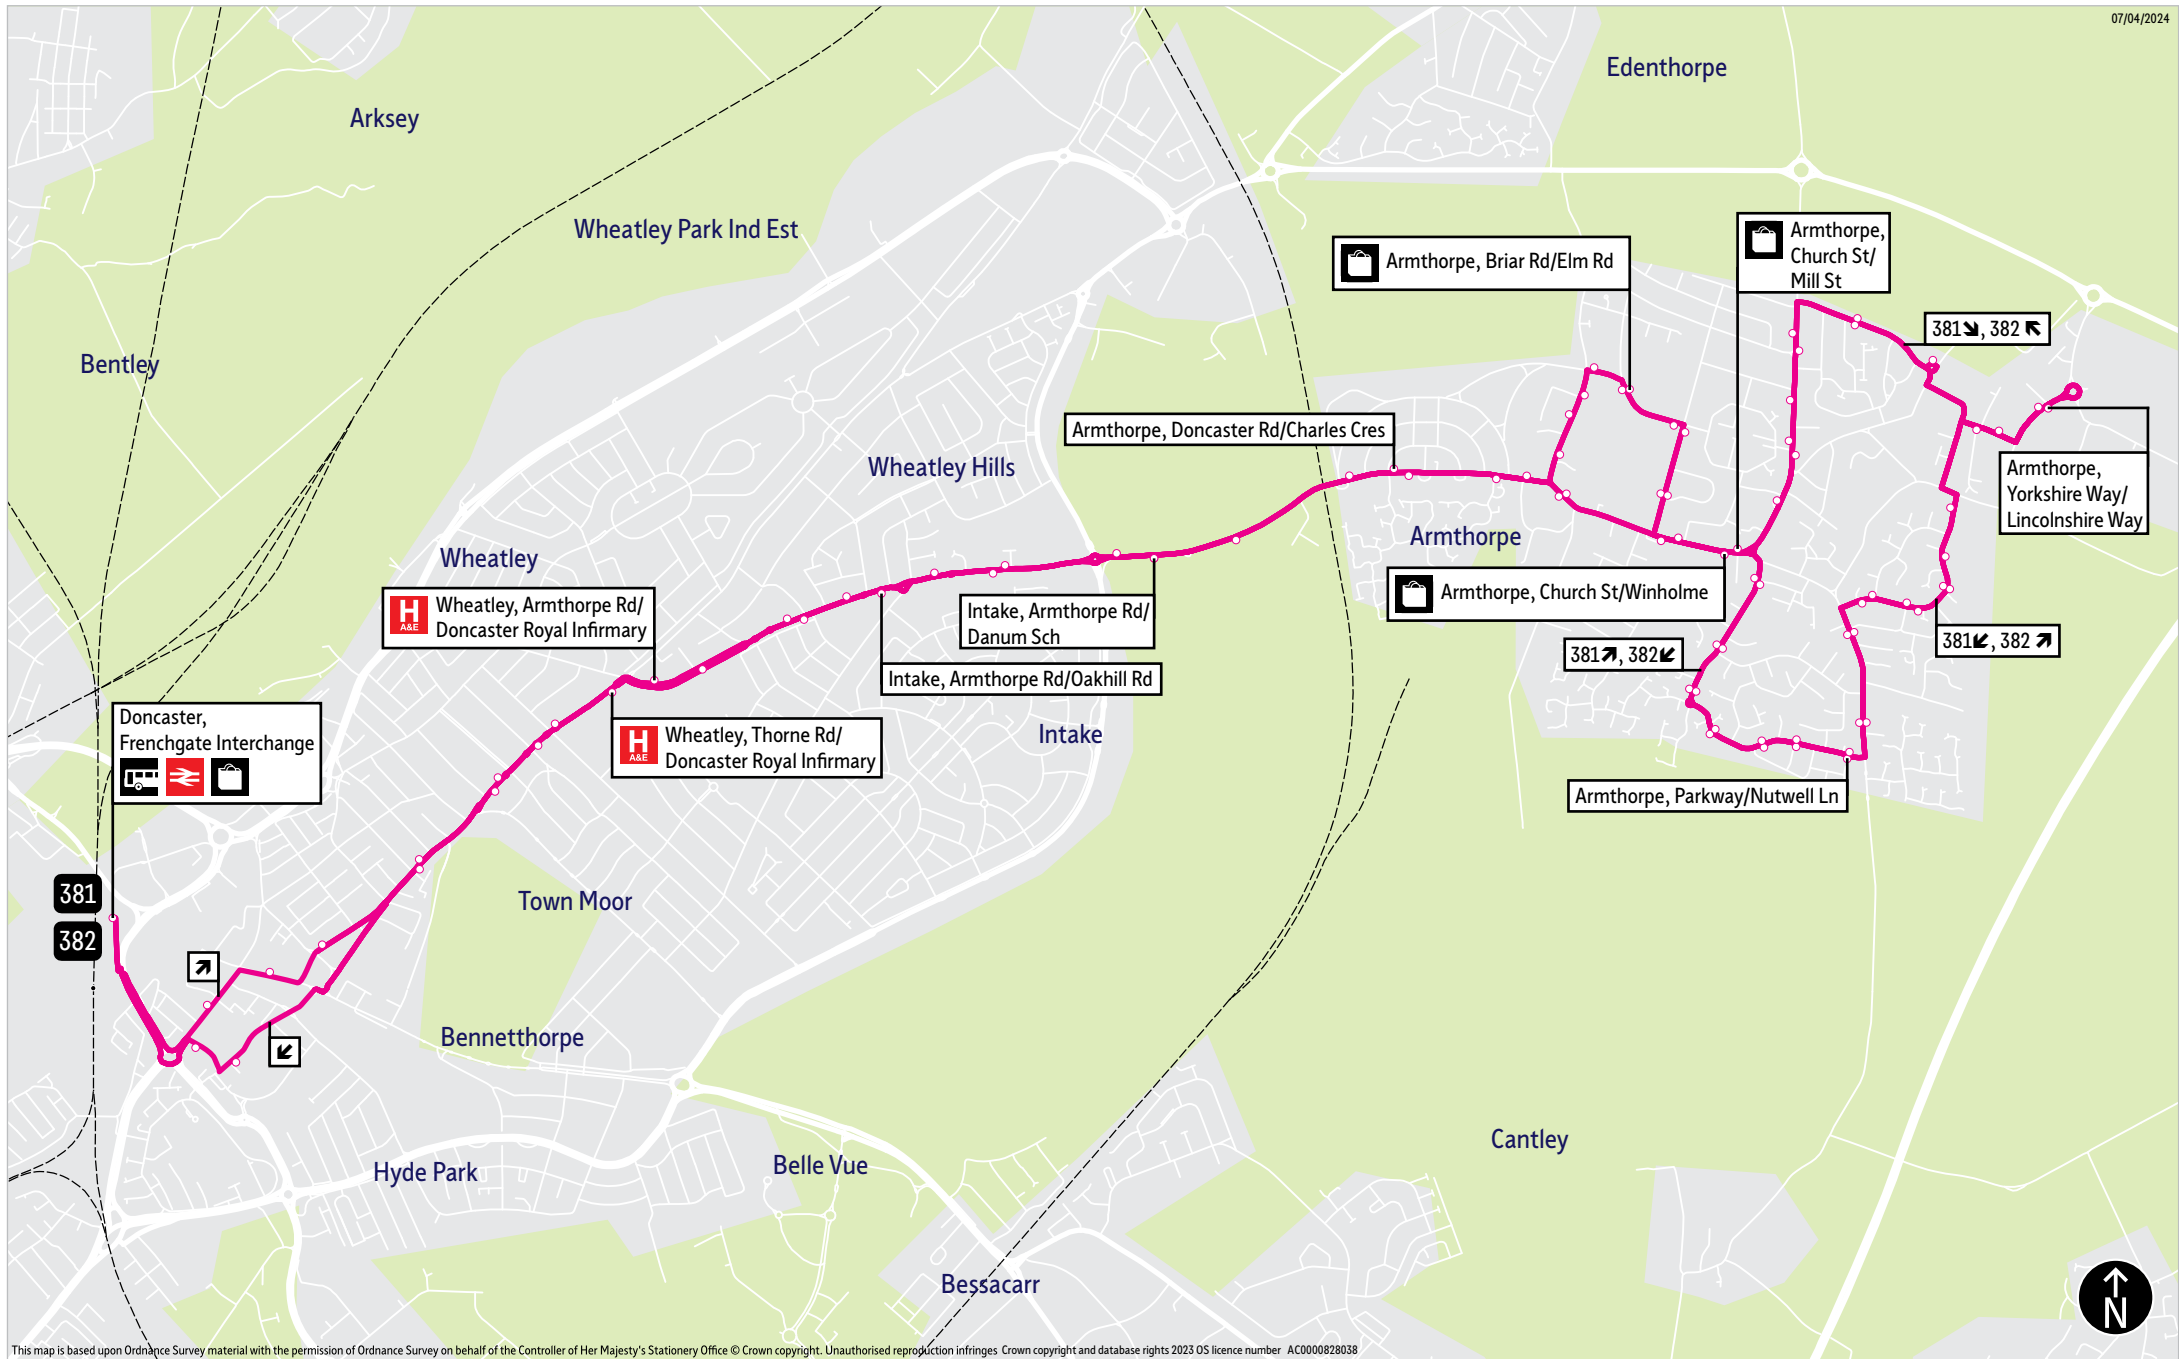 07/04/2024
Edenthorpe
Arksey
Wheatley Park Ind Est
Armthorpe,
Church St/
Mill St
Armthorpe, Briar Rd/Elm Rd
381↘, 382 ↖
Bentley
Armthorpe, Doncaster Rd/Charles Cres
Wheatley Hills
Armthorpe,
Yorkshire Way/
Lincolnshire Way
Armthorpe
Wheatley
Armthorpe, Church St/Winholme
H
A&E
Wheatley, Armthorpe Rd/
Doncaster Royal Infirmary
Intake, Armthorpe Rd/
Danum Sch
381↙, 382 ↗
381↗, 382↙
Intake, Armthorpe Rd/Oakhill Rd
Doncaster,
Frenchgate Interchange
H
A&E
Wheatley, Thorne Rd/
Doncaster Royal Infirmary
Intake
Armthorpe, Parkway/Nutwell Ln
381
382
Town Moor
Bennetthorpe
Cantley
Hyde Park
Belle Vue
Bessacarr
N
This map is based upon Ordnance Survey material with the permission of Ordnance Survey on behalf of the Controller of Her Majesty's Stationery Office © Crown copyright. Unauthorised reproduction infringes Crown copyright and database rights 2023 OS licence number AC0000828038